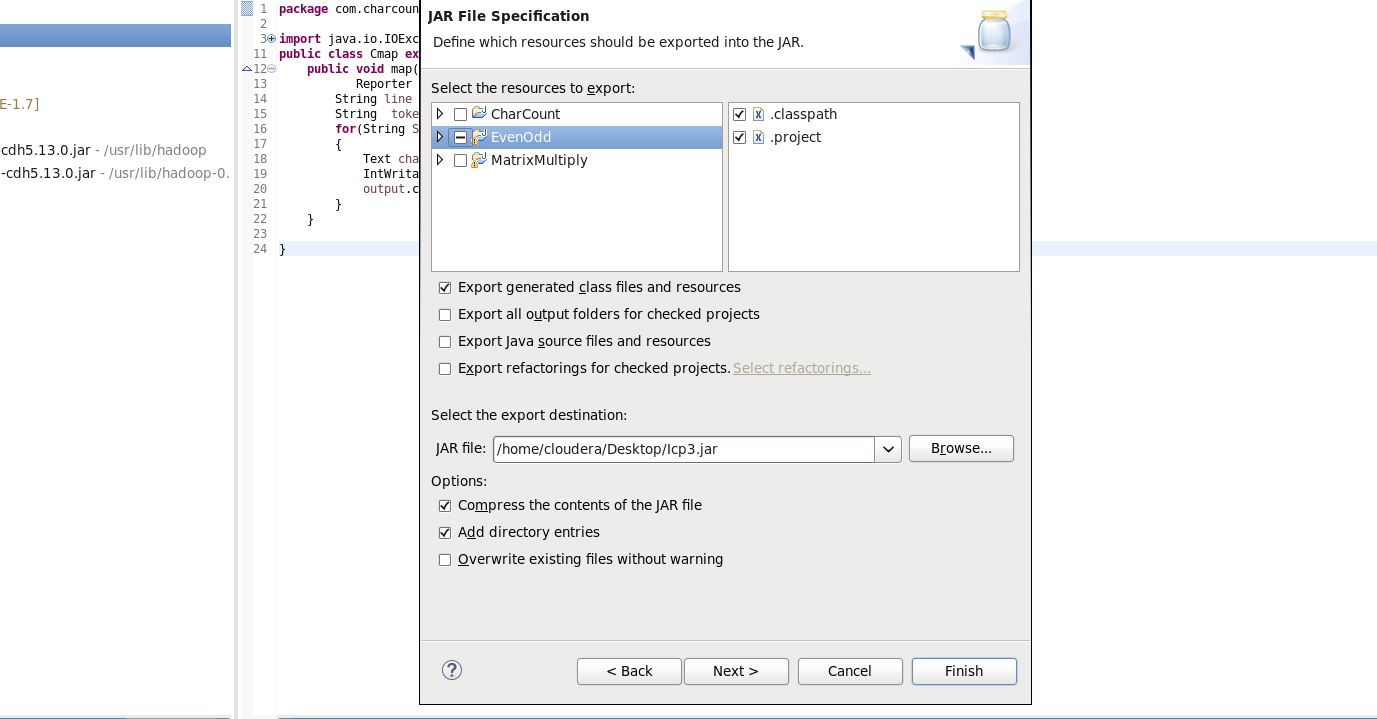 E-1.7]
cdh5.13.0.jar - /usr/lib/hadoop
-cdh5.13.0.jar - /usr/lib/hadoop-0.
1 package com.charcoun
2
3 import java.io.IOExc
11 public class Cmap ex
12 public void map(
13 Reporter
14 String line
15 String toke
16 for(String S
17 {
18 Text cha
19 IntWrita
20 output.c
21 }
22 }
23
24 }
JAR File Specification
Define which resources should be exported into the JAR.
Select the resources to export:
CharCount
EvenOdd
MatrixMultiply
.classpath
.project
Export generated class files and resources
Export all output folders for checked projects
Export Java source files and resources
Export refactorings for checked projects. Select refactorings...
Select the export destination:
JAR file: /home/cloudera/Desktop/Icp3.jar Browse...
Options:
Compress the contents of the JAR file
Add directory entries
Overwrite existing files without warning
? < Back Next > Cancel Finish